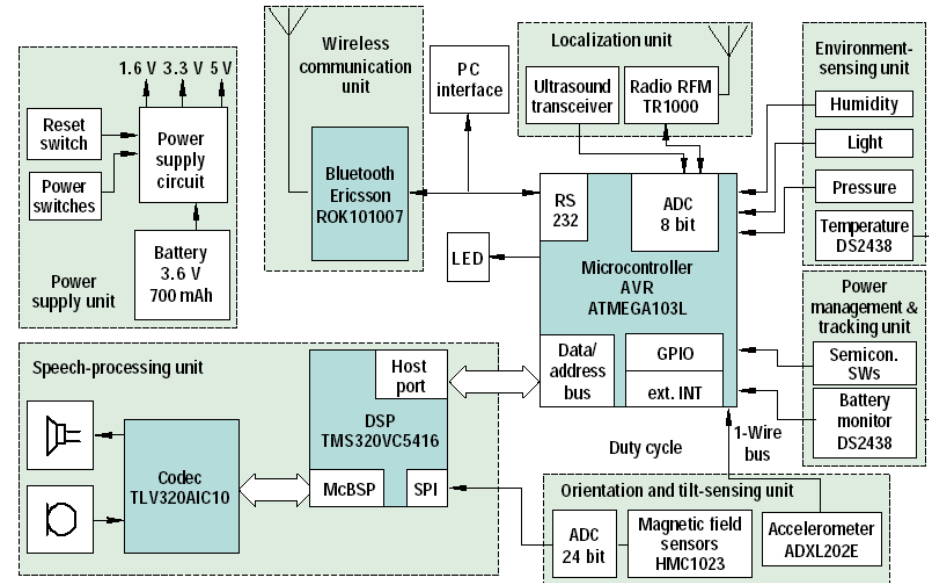 1.6 V 3.3 V 5 V
Reset
switch
Power
switches
Power
supply
circuit
Battery
3.6 V
700 mAh
Power
supply unit
Wireless
communication
unit
Bluetooth
Ericsson
ROK101007
PC
interface
LED
Localization unit
Ultrasound
transceiver
Radio RFM
TR1000
RS
232
ADC
8 bit
Microcontroller
AVR
ATMEGA103L
Data/
address
bus
GPIO
ext. INT
Environment-
sensing unit
Humidity
Light
Pressure
Temperature
DS2438
Power
management &
tracking unit
Semicon.
SWs
Battery
monitor
DS2438
Speech-processing unit
Host
port
DSP
TMS320VC5416
McBSP
SPI
Codec
TLV320AIC10
Duty cycle
1-Wire
bus
Orientation and tilt-sensing unit
ADC
24 bit
Magnetic field
sensors
HMC1023
Accelerometer
ADXL202E